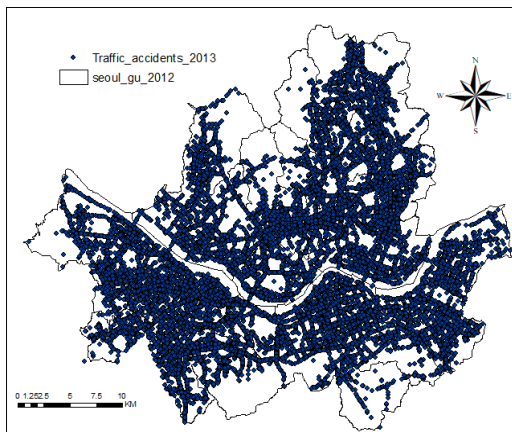 Traffic_accidents_2013
seoul_gu_2012
N
W E
S
0 1.252.5 5 7.5 10
KM